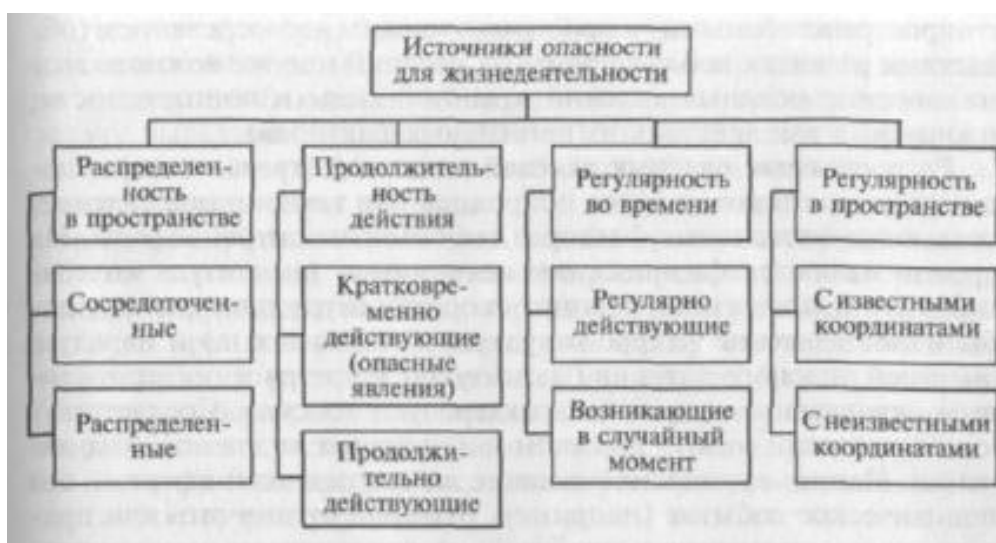 Источники опасности
для жизнедеятельности
Распределен-
ность
в пространстве
Продолжитель-
ность
действия
Регулярность
во времени
Регулярность
в пространстве
Сосредоточен-
ные
Кратковре-
менно
действующие
(опасные
явления)
Регулярно
действующие
С известными
координатами
Распределен-
ные
Продолжи-
тельно
действующие
Возникающие
в случайный
момент
С неизвестными
координатами